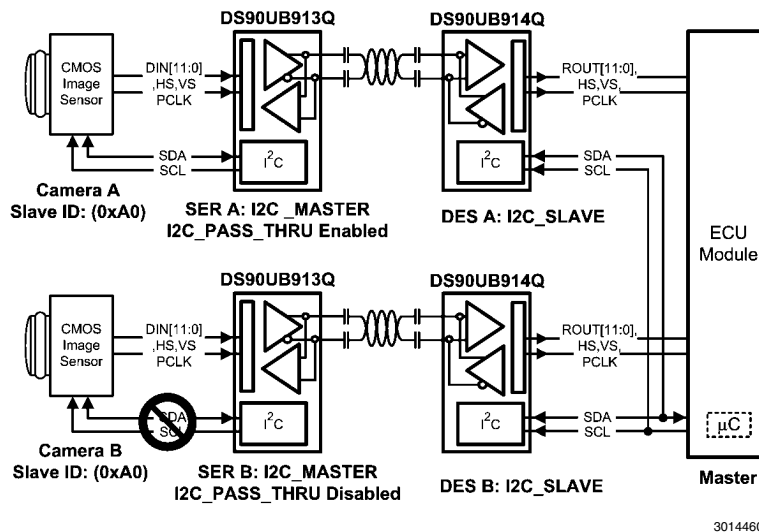 DS90UB913Q
DS90UB914Q
CMOS
Image
Sensor
DIN[11:0]
,HS,VS
PCLK
SDA
SCL
I2C
I2C
ROUT[11:0],
HS,VS,
PCLK
SDA
SCL
Camera A
Slave ID: (0xA0)
SER A: I2C _MASTER
I2C_PASS_THRU Enabled
DES A: I2C_SLAVE
ECU
Module
DS90UB913Q
DS90UB914Q
CMOS
Image
Sensor
DIN[11:0]
,HS,VS
PCLK
SDA
SCL
I2C
I2C
ROUT[11:0],
HS,VS,
PCLK
SDA
SCL
μC
Camera B
Slave ID: (0xA0)
SER B: I2C_MASTER
I2C_PASS_THRU Disabled
DES B: I2C_SLAVE
Master
3014460